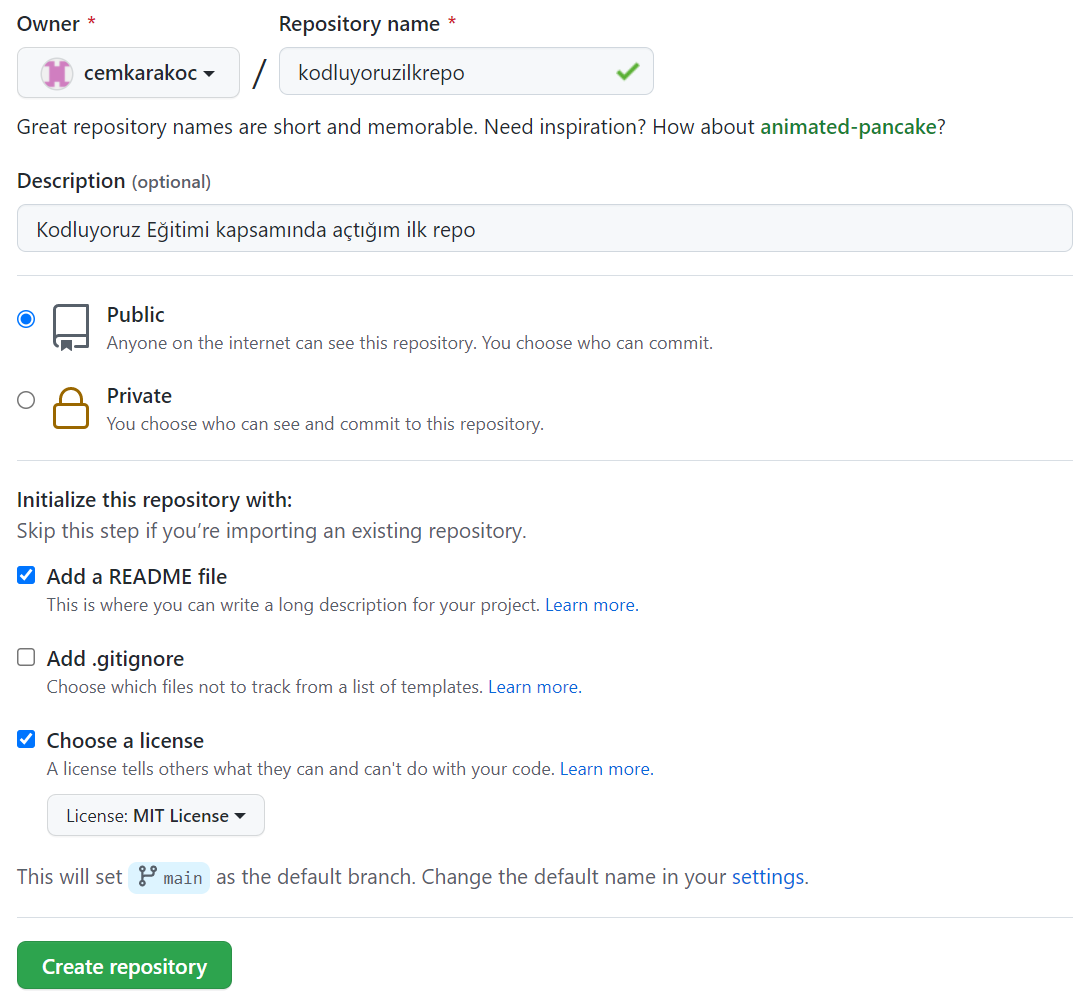 Owner *
Repository name *
cemkarakoc / kodluyoruzilkrepo
Great repository names are short and memorable. Need inspiration? How about animated-pancake?
Description (optional)
Kodluyoruz Eğitimi kapsamında açtığım ilk repo
Public
Anyone on the internet can see this repository. You choose who can commit.
Private
You choose who can see and commit to this repository.
Initialize this repository with:
Skip this step if you’re importing an existing repository.
Add a README file
This is where you can write a long description for your project. Learn more.
Add .gitignore
Choose which files not to track from a list of templates. Learn more.
Choose a license
A license tells others what they can and can't do with your code. Learn more.
License: MIT License
This will set main as the default branch. Change the default name in your settings.
Create repository